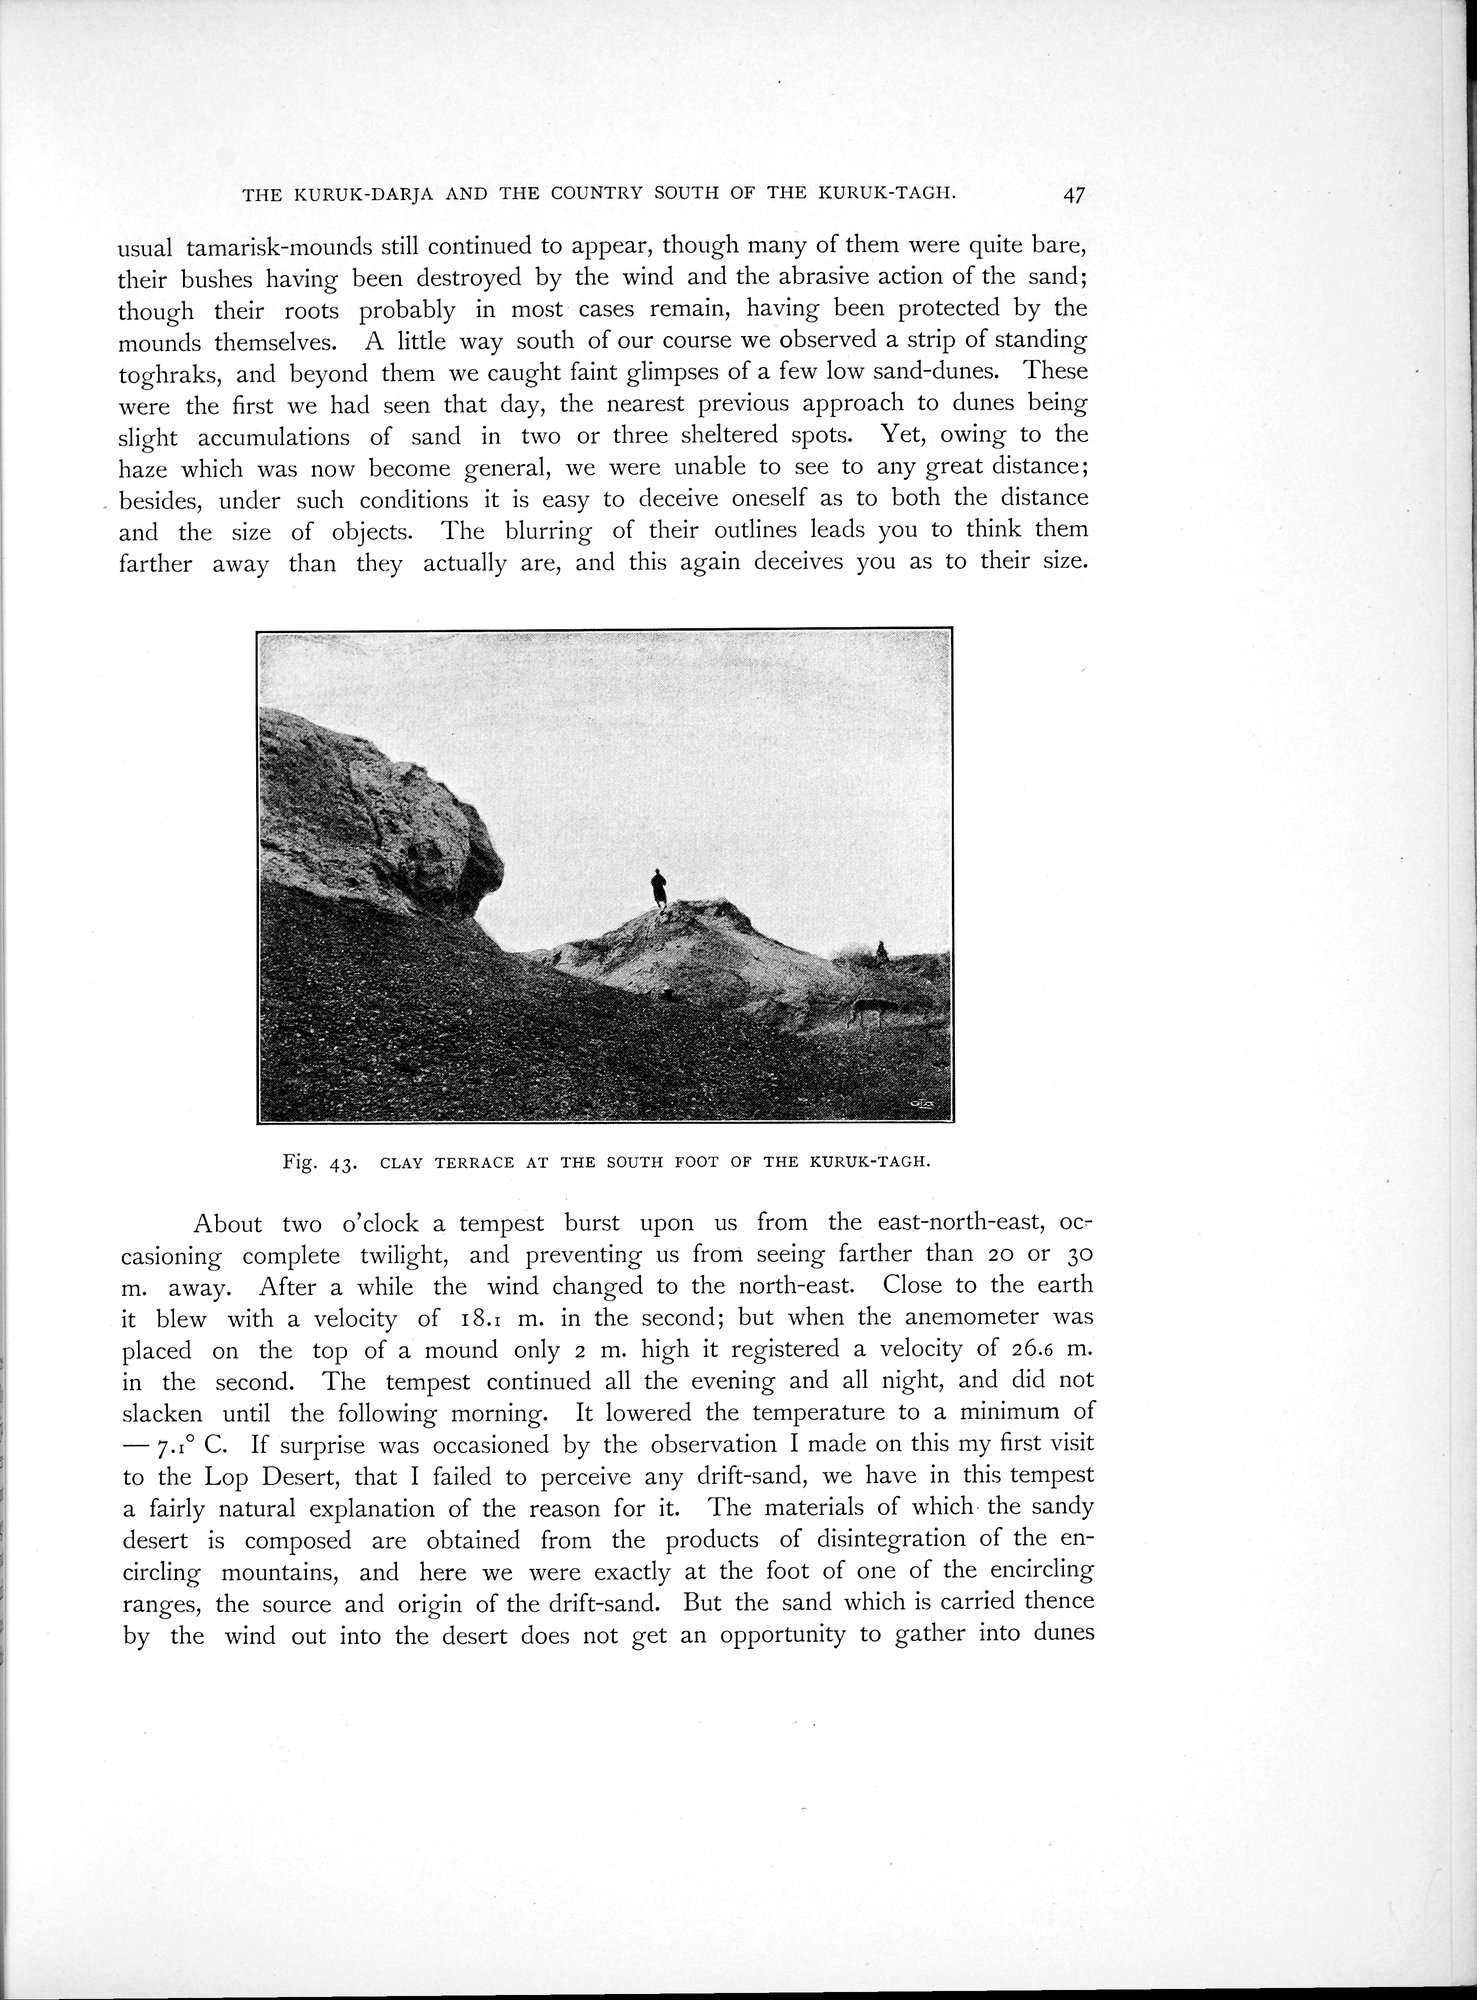 THE KURUK-DARJA AND THE COUNTRY SOUTH OF THE KURUK-TAGH. 47
usual tamarisk-mounds still continued to appear, though many of them were quite bare,
their bushes having been destroyed by the wind and the abrasive action of the sand;
though their roots probably in most cases remain, having been protected by the
mounds themselves. A little way south of our course we observed a strip of standing
toghraks, and beyond them we caught faint glimpses of a few low sand-dunes. These
were the first we had seen that day, the nearest previous approach to dunes being
slight accumulations of sand in two or three sheltered spots. Yet, owing to the
haze which was now become general, we were unable to see to any great distance;
besides, under such conditions it is easy to deceive oneself as to both the distance
and the size of objects. The blurring of their outlines leads you to think them
farther away than they actually are, and this again deceives you as to their size.
Fig. 43. CLAY TERRACE AT THE SOUTH FOOT OF THE KURUK-TAGH.
About two o'clock a tempest burst upon us from the east-north-east, oc-
casioning complete twilight, and preventing us from seeing farther than 20 or 30
m. away. After a while the wind changed to the north-east. Close to the earth
it blew with a velocity of 18.1 m. in the second; but when the anemometer was
placed on the top of a mound only 2 m. high it registered a velocity of 26.6 m.
in the second. The tempest continued all the evening and all night, and did not
slacken until the following morning. It lowered the temperature to a minimum of
— 7.1° C. If surprise was occasioned by the observation I made on this my first visit
to the Lop Desert, that I failed to perceive any drift-sand, we have in this tempest
a fairly natural explanation of the reason for it. The materials of which the sandy
desert is composed are obtained from the products of disintegration of the en-
circling mountains, and here we were exactly at the foot of one of the encircling
ranges, the source and origin of the drift-sand. But the sand which is carried thence
by the wind out into the desert does not get an opportunity to gather into dunes